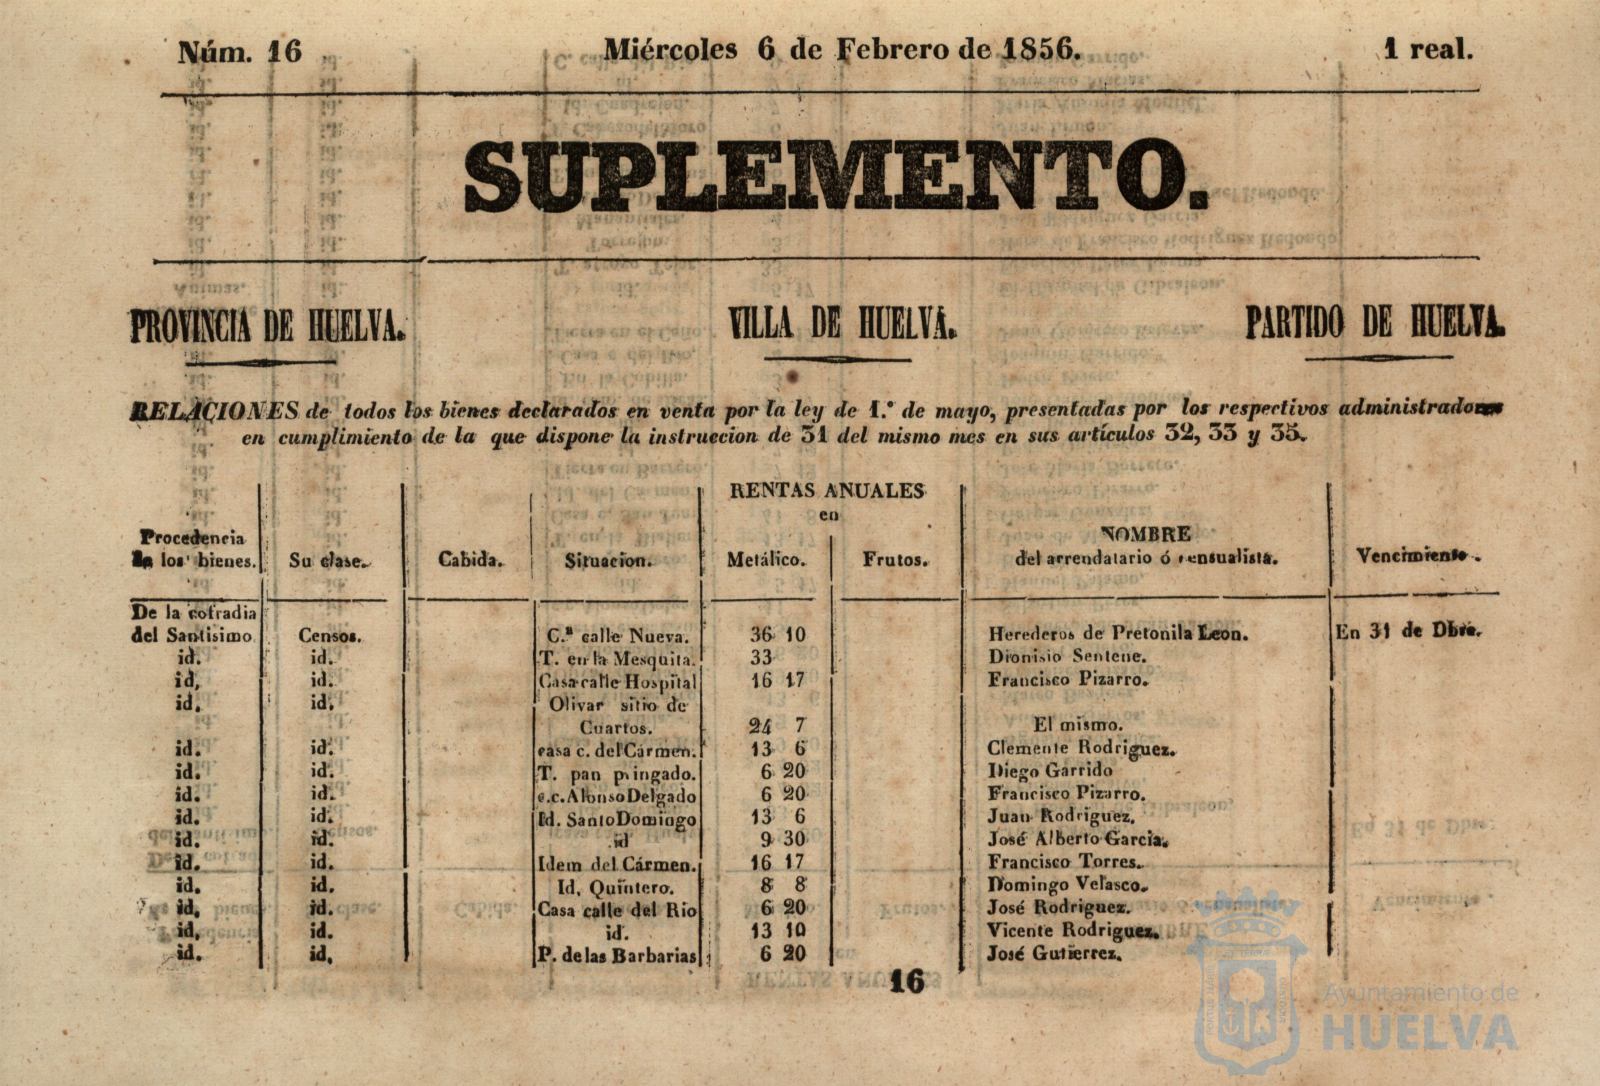 Núm. 16 Miércoles 6 de Febrero de 1856. 1 real.
SUPLEMENTO.
PROVINCIA DE HUELVA. VILLA DE HUELVA. PARTIDO DE HUELVA.
RELACIONES de todos los bienes declarados en venta por la ley de 1.º de mayo, presentadas por los respectivos administradores
en cumplimiento de la que dispone la instruccion de 31 del mismo mes en sus artículos 32, 33 y 35.
RENTAS ANUALES
en
Procedencia NOMBRE
de los bienes. Su clase. Cabida. Situacion. Metálico. Frutos. del arrendatario ó censualista. Vencimiento.
De la cofradia
del Santisimo Censos. C.ª calle Nueva. 36 10 Herederos de Pretonila Leon. En 31 de Dbre.
id. id. T. en la Mesquita. 33 Dionisio Sentene.
id, id. Casa calle Hospital 16 17 Francisco Pizarro.
id. id. Olivar sitio de
Cuartos. 24 7 El mismo.
id. id. casa c. del Cármen. 13 6 Clemente Rodriguez.
id. id. T. pan pringado. 6 20 Diego Garrido
id. id. c.c. Alonso Delgado 6 20 Francisco Pizarro.
id. id. Id. Santo Domingo 13 6 Juan Rodriguez.
id. id. id 9 30 José Alberto Garcia.
id. id. Idem del Cármen. 16 17 Francisco Torres.
id. id. Id, Quintero. 8 8 Domingo Velasco.
id, id. Casa calle del Rio 6 20 José Rodriguez.
id, id. id. 13 10 Vicente Rodriguez.
id. id, P. de las Barbarias 6 20 José Gutierrez.
16
Ayuntamiento de
HUELVA